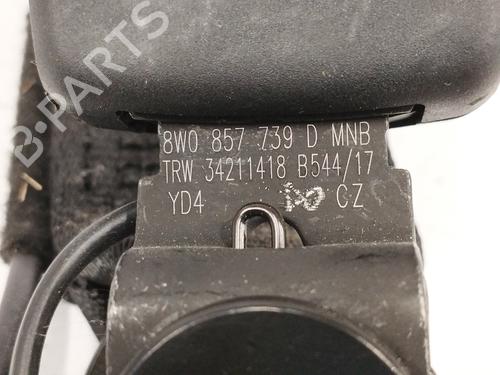 8W0 857 739 D MNB
TRW 34211418 B544/17
YD4 CZ
B-PARTS